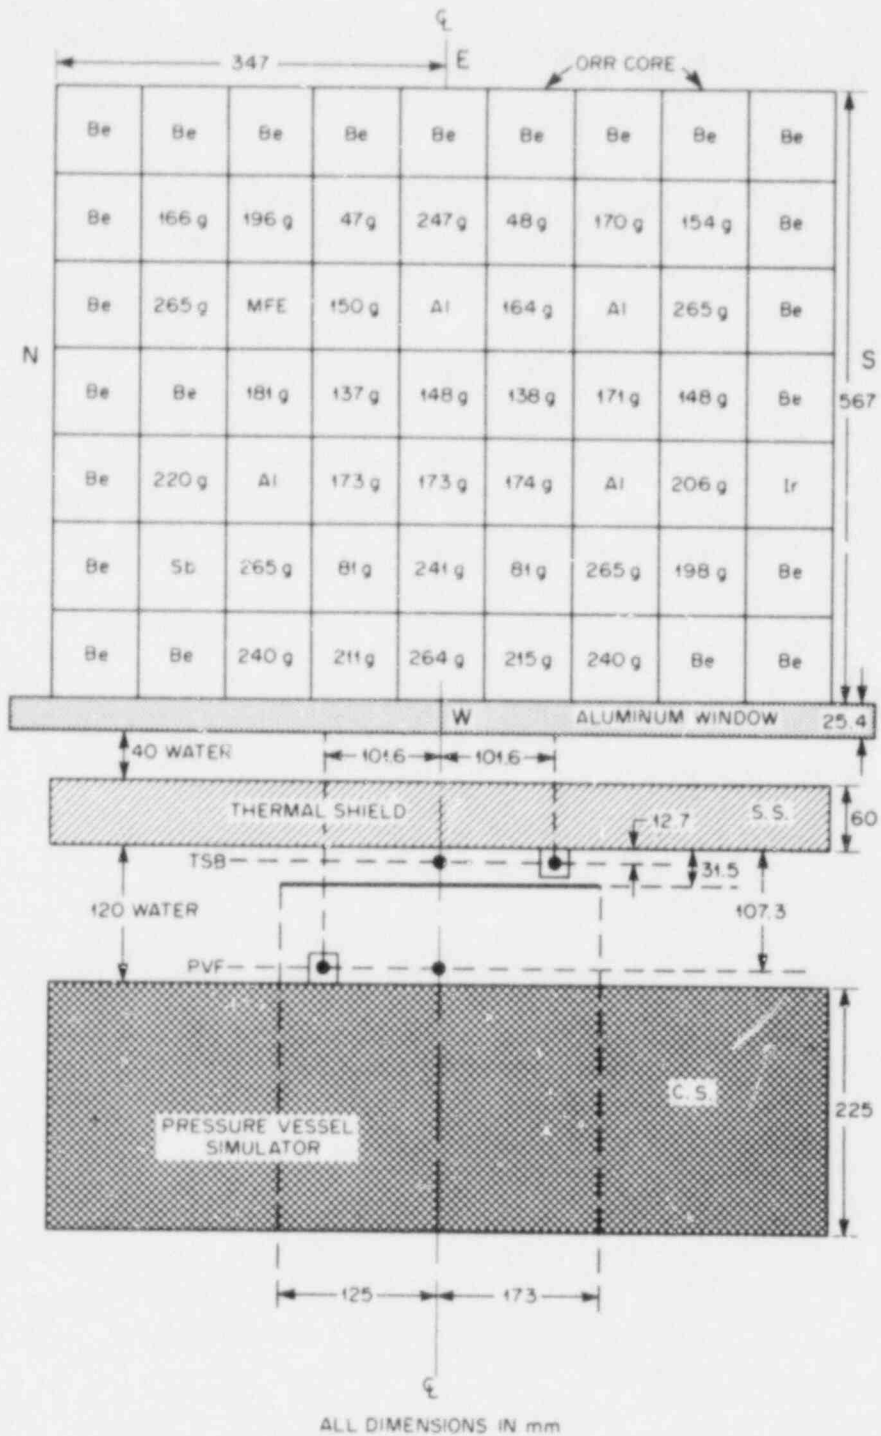 ℄
347 E ORR CORE
Be Be Be Be Be Be Be Be Be
Be 166 g 196 g 47 g 247 g 48 g 170 g 154 g Be
Be 265 g MFE 150 g Al 164 g Al 265 g Be
N S
Be Be 181 g 137 g 148 g 138 g 171 g 148 g Be 567
Be 220 g Al 173 g 173 g 174 g Al 206 g Ir
Be Sb 265 g 81 g 241 g 81 g 265 g 198 g Be
Be Be 240 g 211 g 264 g 215 g 240 g Be Be
W ALUMINUM WINDOW 25.4
40 WATER 101.6 101.6
THERMAL SHIELD 12.7 S.S. 60
TSB 31.5
120 WATER 107.3
PVF
C.S.
225
PRESSURE VESSEL
SIMULATOR
125 173
℄
ALL DIMENSIONS IN mm